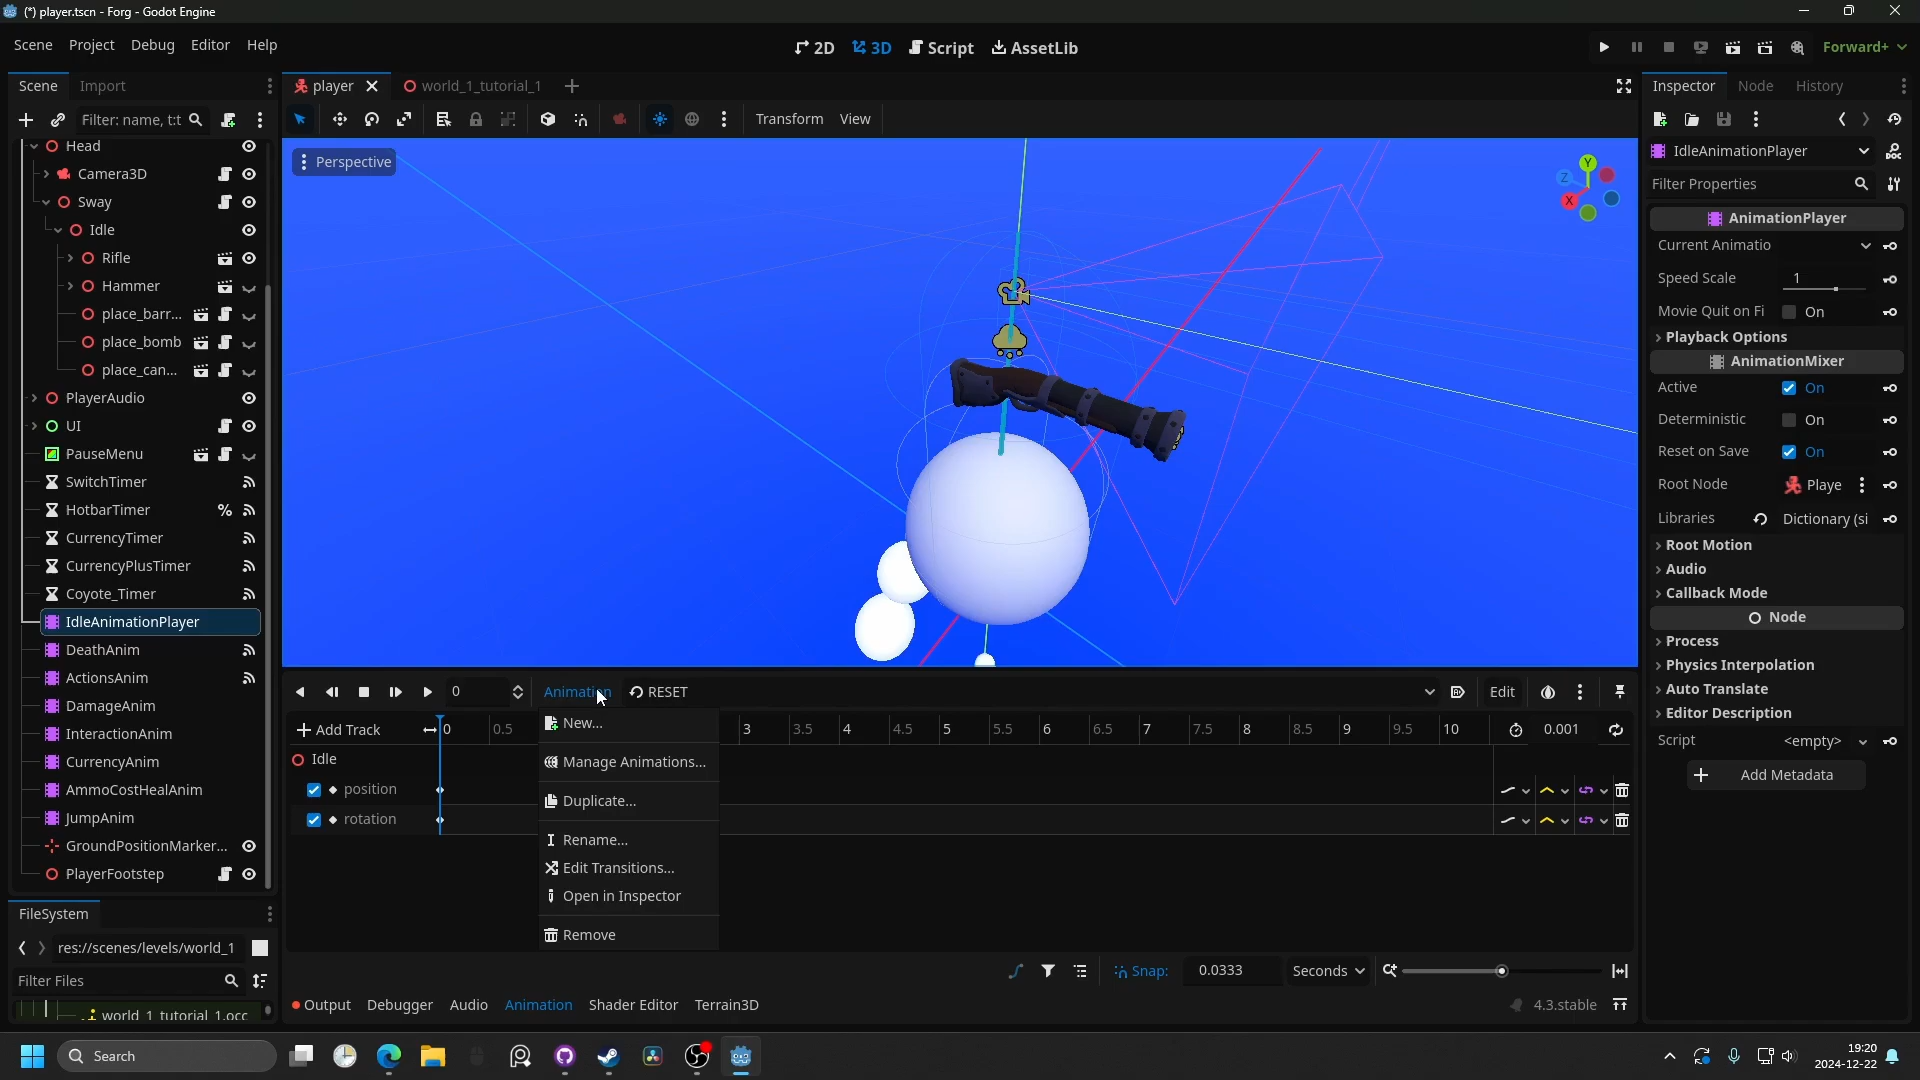 (*) player.tscn - Forg - Godot Engine
Scene Project Debug Editor Help
2D 3D Script AssetLib
Forward+
Scene Import
player
world_1_tutorial_1
Inspector Node History
Filter: name, t:t
Transform View
Perspective
Head
Camera3D
Sway
Idle
Rifle
Hammer
place_barr...
place_bomb
place_can...
PlayerAudio
UI
PauseMenu
SwitchTimer
HotbarTimer
%
CurrencyTimer
CurrencyPlusTimer
Coyote_Timer
IdleAnimationPlayer
DeathAnim
ActionsAnim
DamageAnim
InteractionAnim
CurrencyAnim
AmmoCostHealAnim
JumpAnim
GroundPositionMarker...
PlayerFootstep
FileSystem
res://scenes/levels/world_1
Filter Files
world_1_tutorial_1.occ
Y
Z
X
0
Animation
RESET
Edit
Add Track
0 0.5 3 3.5 4 4.5 5 5.5 6 6.5 7 7.5 8 8.5 9 9.5 10
0.001
Idle
position
rotation
New...
Manage Animations...
Duplicate...
Rename...
Edit Transitions...
Open in Inspector
Remove
Snap: 0.0333 Seconds
Output Debugger Audio Animation Shader Editor Terrain3D
4.3.stable
IdleAnimationPlayer
DOC
Filter Properties
AnimationPlayer
Current Animatio
Speed Scale 1
Movie Quit on Fi On
Playback Options
AnimationMixer
Active On
Deterministic On
Reset on Save On
Root Node Playe
Libraries Dictionary (si
Root Motion
Audio
Callback Mode
Node
Process
Physics Interpolation
Auto Translate
Editor Description
Script <empty>
Add Metadata
Search
19:20
2024-12-22